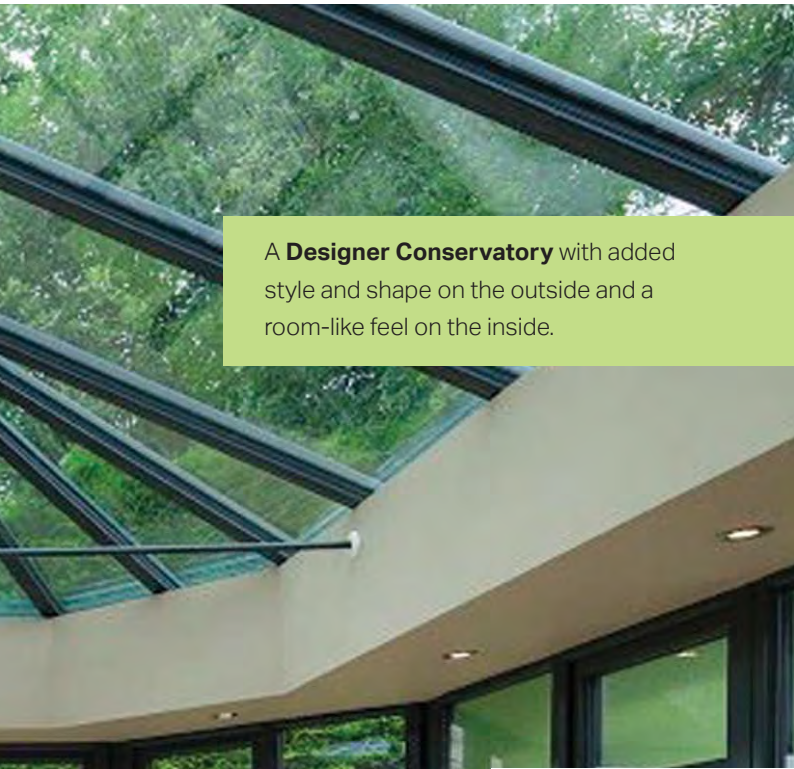 A Designer Conservatory with added
style and shape on the outside and a
room-like feel on the inside.